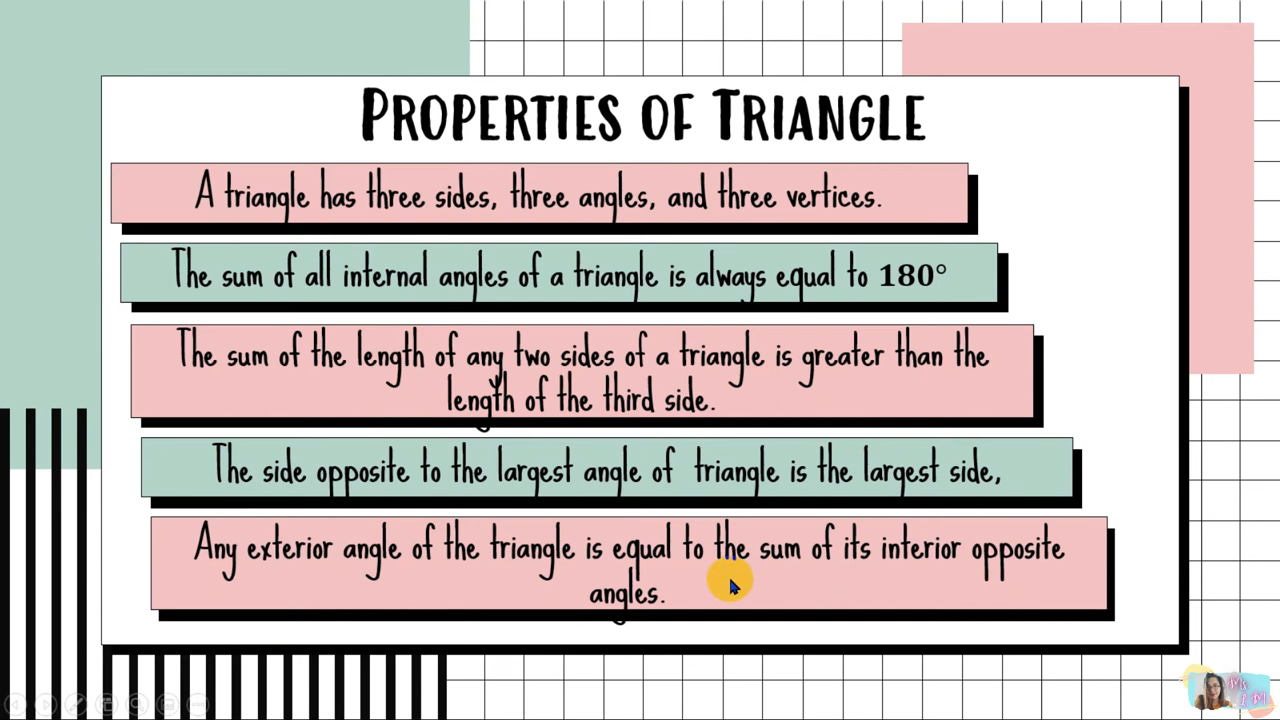 PROPERTIES OF TRIANGLE
A triangle has three sides, three angles, and three vertices.
The sum of all internal angles of a triangle is always equal to 180°
The sum of the length of any two sides of a triangle is greater than the
length of the third side.
The side opposite to the largest angle of triangle is the largest side,
Any exterior angle of the triangle is equal to the sum of its interior opposite
angles.